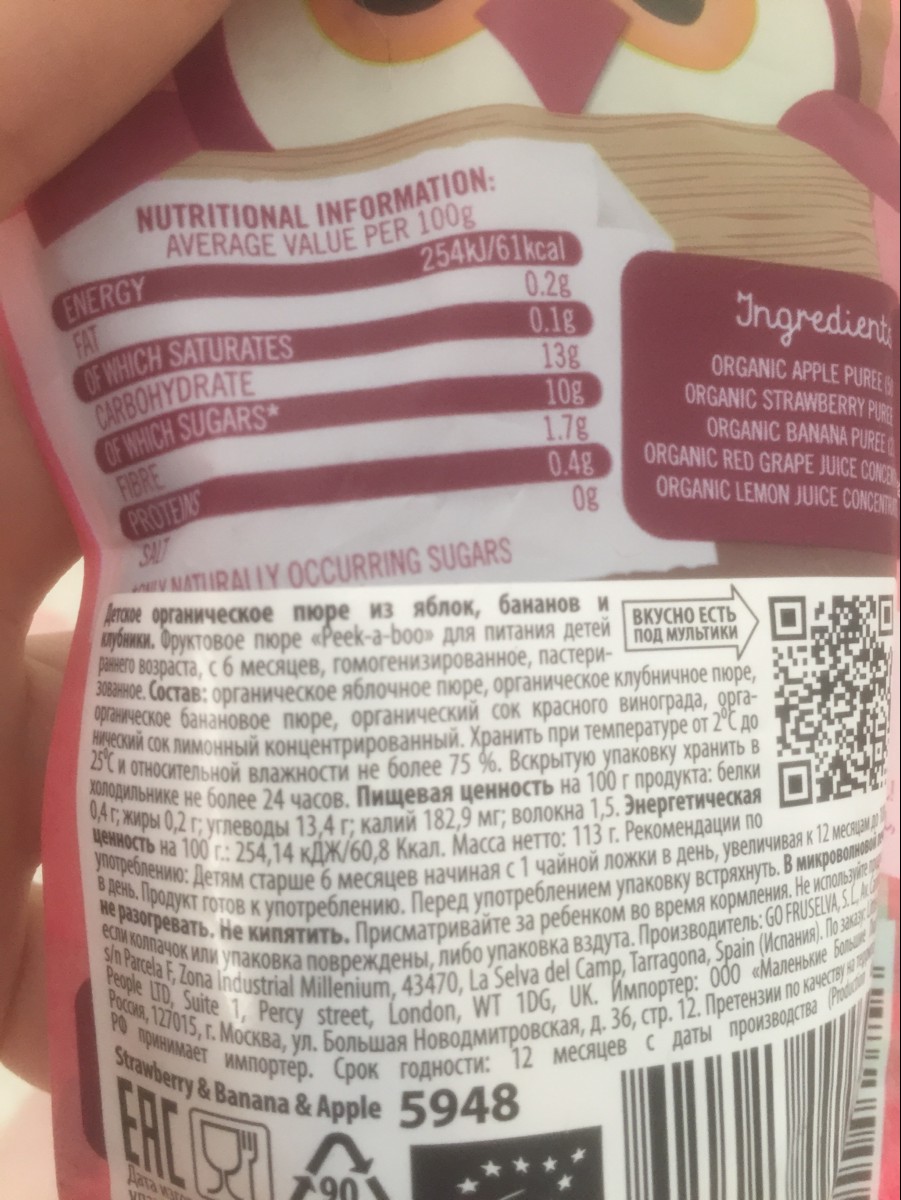 NUTRITIONAL INFORMATION:
AVERAGE VALUE PER 100g
ENERGY 254kJ/61kcal
FAT 0.2g
OF WHICH SATURATES 0.1g
CARBOHYDRATE 13g
OF WHICH SUGARS* 10g
FIBRE 1.7g
PROTEINS 0.4g
SALT 0g
*ONLY NATURALLY OCCURRING SUGARS
Ingredients
ORGANIC APPLE PUREE
ORGANIC STRAWBERRY PUREE
ORGANIC BANANA PUREE
ORGANIC RED GRAPE JUICE
ORGANIC LEMON JUICE
Детское органическое пюре из яблок, бананов и
клубники. Фруктовое пюре «Peek-a-boo» для питания детей
раннего возраста, с 6 месяцев, гомогенизированное, пастери-
зованное. Состав: органическое яблочное пюре, органическое клубничное пюре,
органическое банановое пюре, органический сок красного винограда, орга-
нический сок лимонный концентрированный. Хранить при температуре от 2°С до
25°С и относительной влажности не более 75 %. Вскрытую упаковку хранить в
холодильнике не более 24 часов. Пищевая ценность на 100 г продукта: белки
0,4 г; жиры 0,2 г; углеводы 13,4 г; калий 182,9 мг; волокна 1,5. Энергетическая
ценность на 100 г.: 254,14 кДЖ/60,8 Ккал. Масса нетто: 113 г. Рекомендации по
употреблению: Детям старше 6 месяцев начиная с 1 чайной ложки в день, увеличивая к 12 месяцам до
в день. Продукт готов к употреблению. Перед употреблением упаковку встряхнуть. В микроволновой
не разогревать. Не кипятить. Присматривайте за ребенком во время кормления. Не используйте
если колпачок или упаковка повреждены, либо упаковка вздута. Производитель: GO FRUSELVA, S. L., Av.
s/n Parcela F, Zona Industrial Millenium, 43470, La Selva del Camp, Tarragona, Spain (Испания). По заказу:
People LTD, Suite 1, Percy street, London, WT 1DG, UK. Импортер: ООО «Маленькие Большие
Россия, 127015, г. Москва, ул. Большая Новодмитровская, д. 36, стр. 12. Претензии по качеству на
РФ принимает импортер. Срок годности: 12 месяцев с даты производства (Production
ВКУСНО ЕСТЬ
ПОД МУЛЬТИКИ
Strawberry & Banana & Apple 5948
EAC
90
Дата